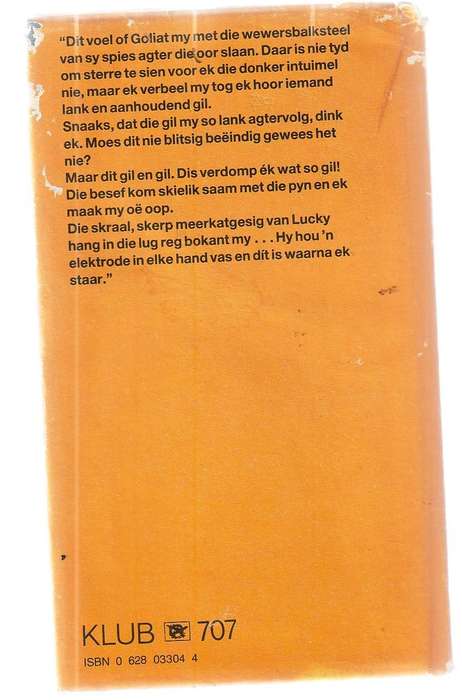 “Dit voel of Goliat my met die wewersbalksteel
van sy spies agter die oor slaan. Daar is nie tyd
om sterre te sien voor ek die donker intuimel
nie, maar ek verbeel my tog ek hoor iemand
lank en aanhoudend gil.
Snaaks, dat die gil my so lank agtervolg, dink
ek. Moes dit nie blitsig beëindig gewees het
nie?
Maar dit gil en gil. Dis verdomp ék wat so gil!
Die besef kom skielik saam met die pyn en ek
maak my oë oop.
Die skraal, skerp meerkatgesig van Lucky
hang in die lug reg bokant my . . . Hy hou ’n
elektrode in elke hand vas en dít is waarna ek
staar.”
KLUB 707
ISBN 0 628 03304 4